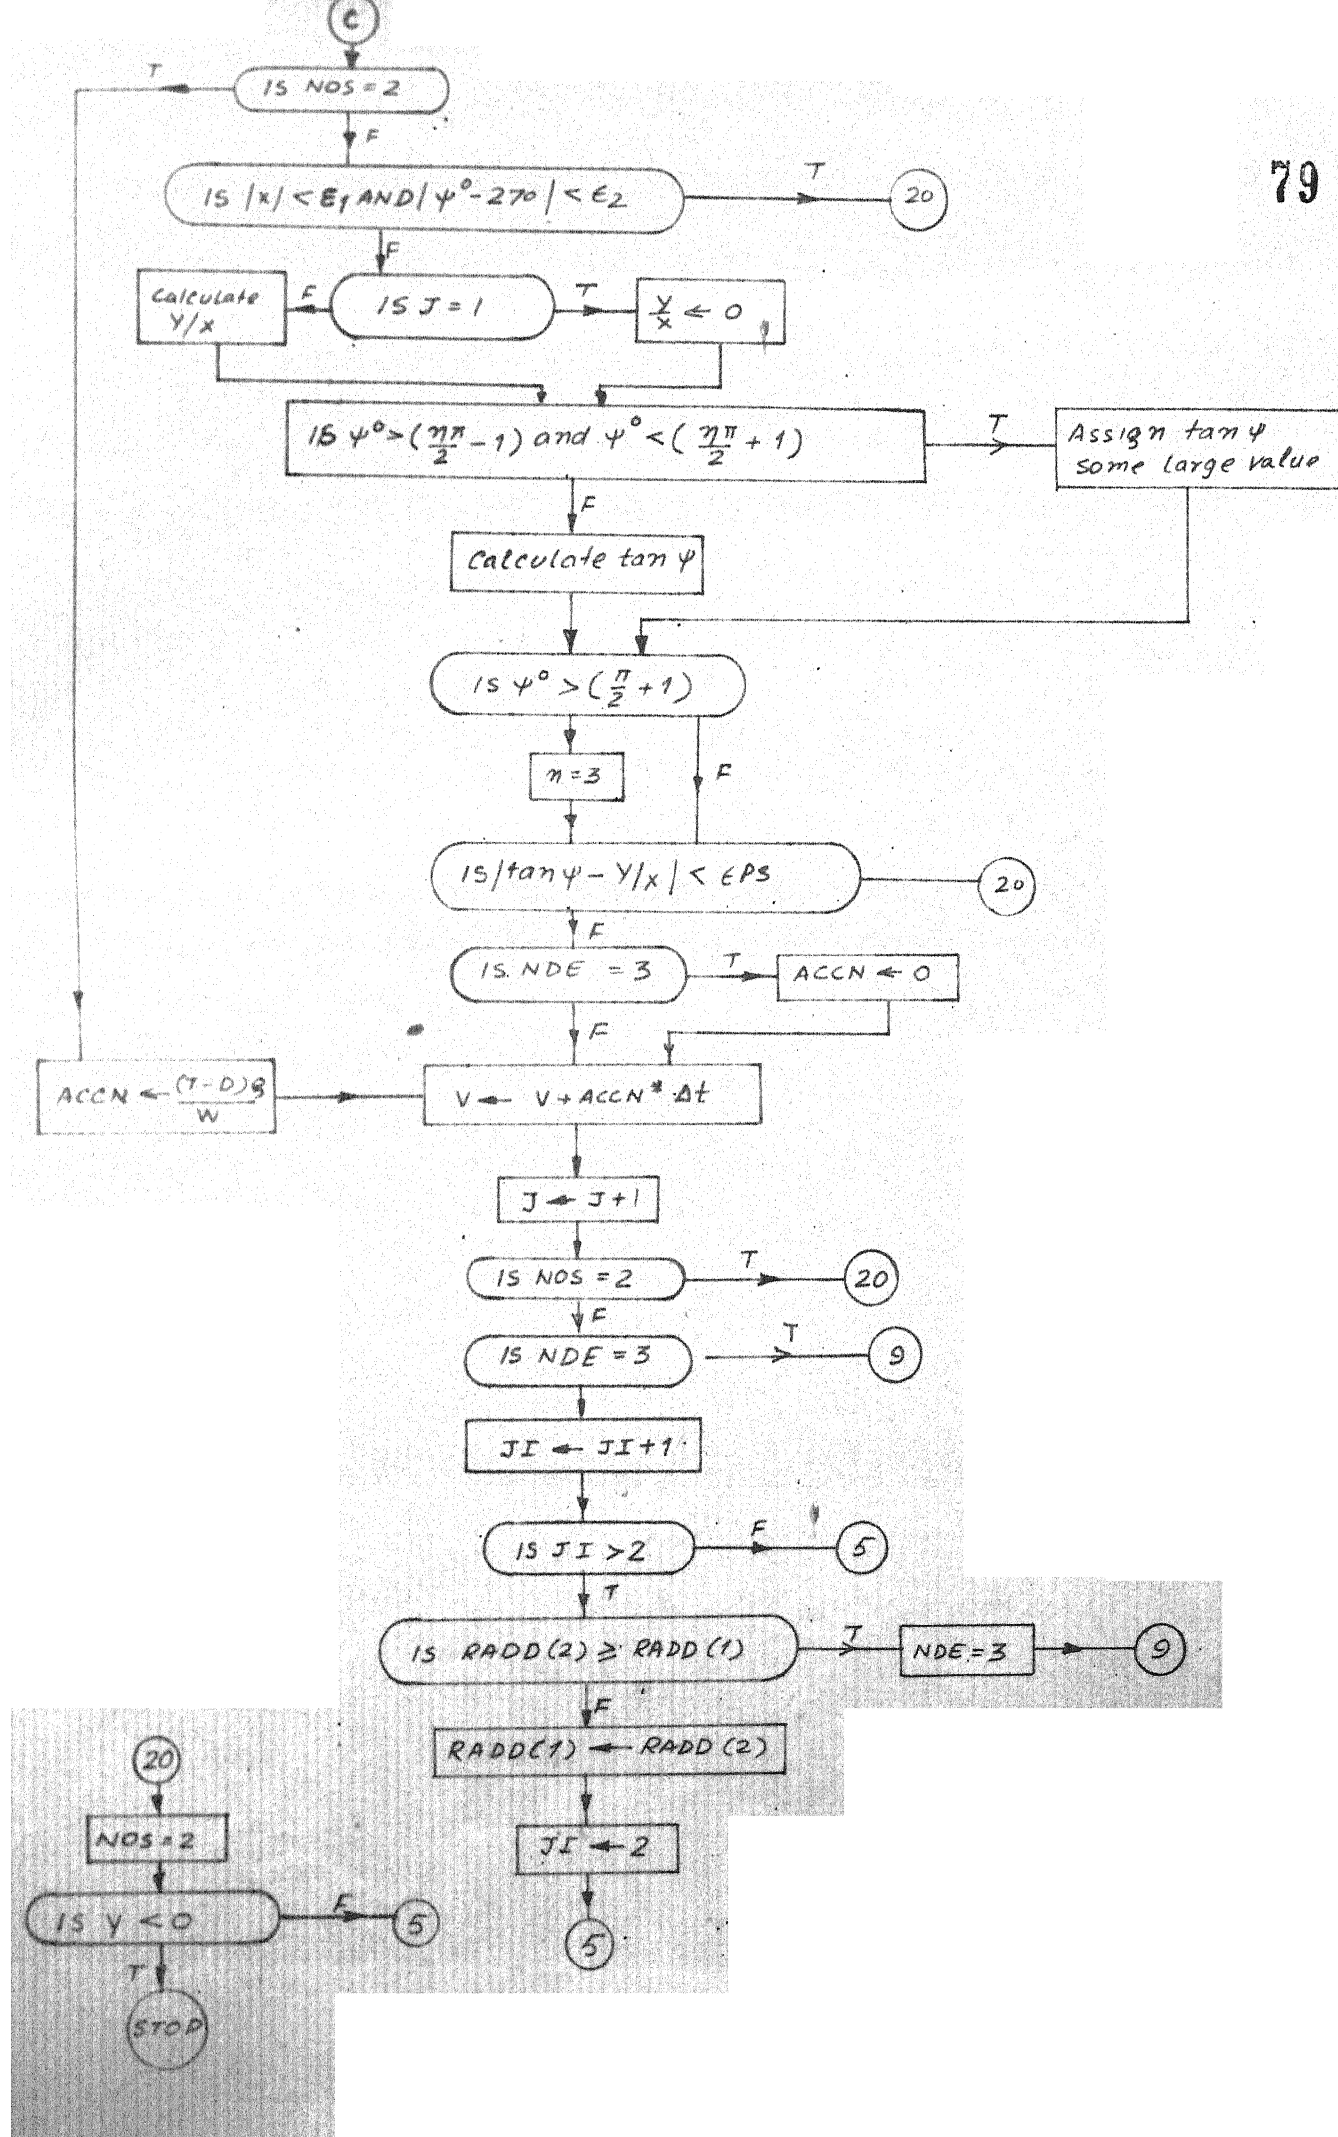 C
T
IS NOS = 2
F
79
IS |x| < ε1 AND |ψ° - 270| < ε2
T
20
F
Calculate
Y/x
F
IS J = 1
T
Y/x ← 0
IS ψ° > (nπ/2 - 1) and ψ° < (nπ/2 + 1)
T
Assign tan ψ
some large value
F
Calculate tan ψ
IS ψ° > (π/2 + 1)
n = 3
F
IS |tan ψ - Y/x| < EPS
20
F
IS NDE = 3
T
ACCN ← 0
F
ACCN ← (T-D)g/W
V ← V + ACCN * Δt
J ← J + 1
IS NOS = 2
T
20
F
IS NDE = 3
T
9
JI ← JI + 1
IS JI > 2
F
5
T
IS RADD(2) ≥ RADD(1)
T
NDE = 3
9
F
RADD(1) ← RADD(2)
JI ← 2
5
20
NOS = 2
IS Y < 0
F
5
T
STOP